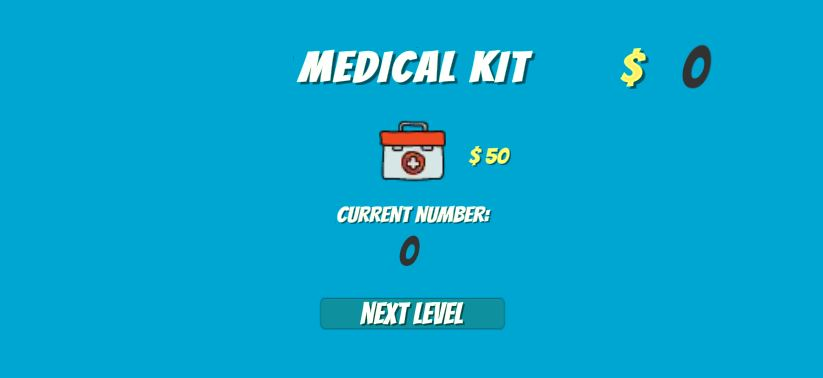 MEDICAL KIT $ 0
$ 50
CURRENT NUMBER:
0
NEXT LEVEL